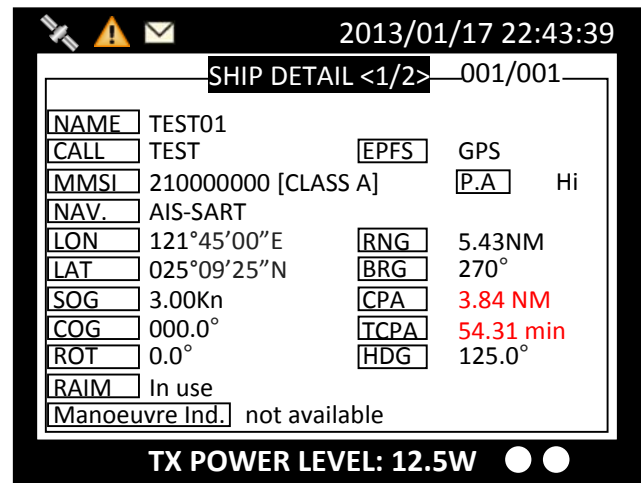 2013/01/17 22:43:39
SHIP DETAIL <1/2> 001/001
NAME TEST01
CALL TEST EPFS GPS
MMSI 210000000 [CLASS A] P.A Hi
NAV. AIS-SART
LON 121°45’00”E RNG 5.43NM
LAT 025°09’25”N BRG 270°
SOG 3.00Kn CPA 3.84 NM
COG 000.0° TCPA 54.31 min
ROT 0.0° HDG 125.0°
RAIM In use
Manoeuvre Ind. not available
TX POWER LEVEL: 12.5W